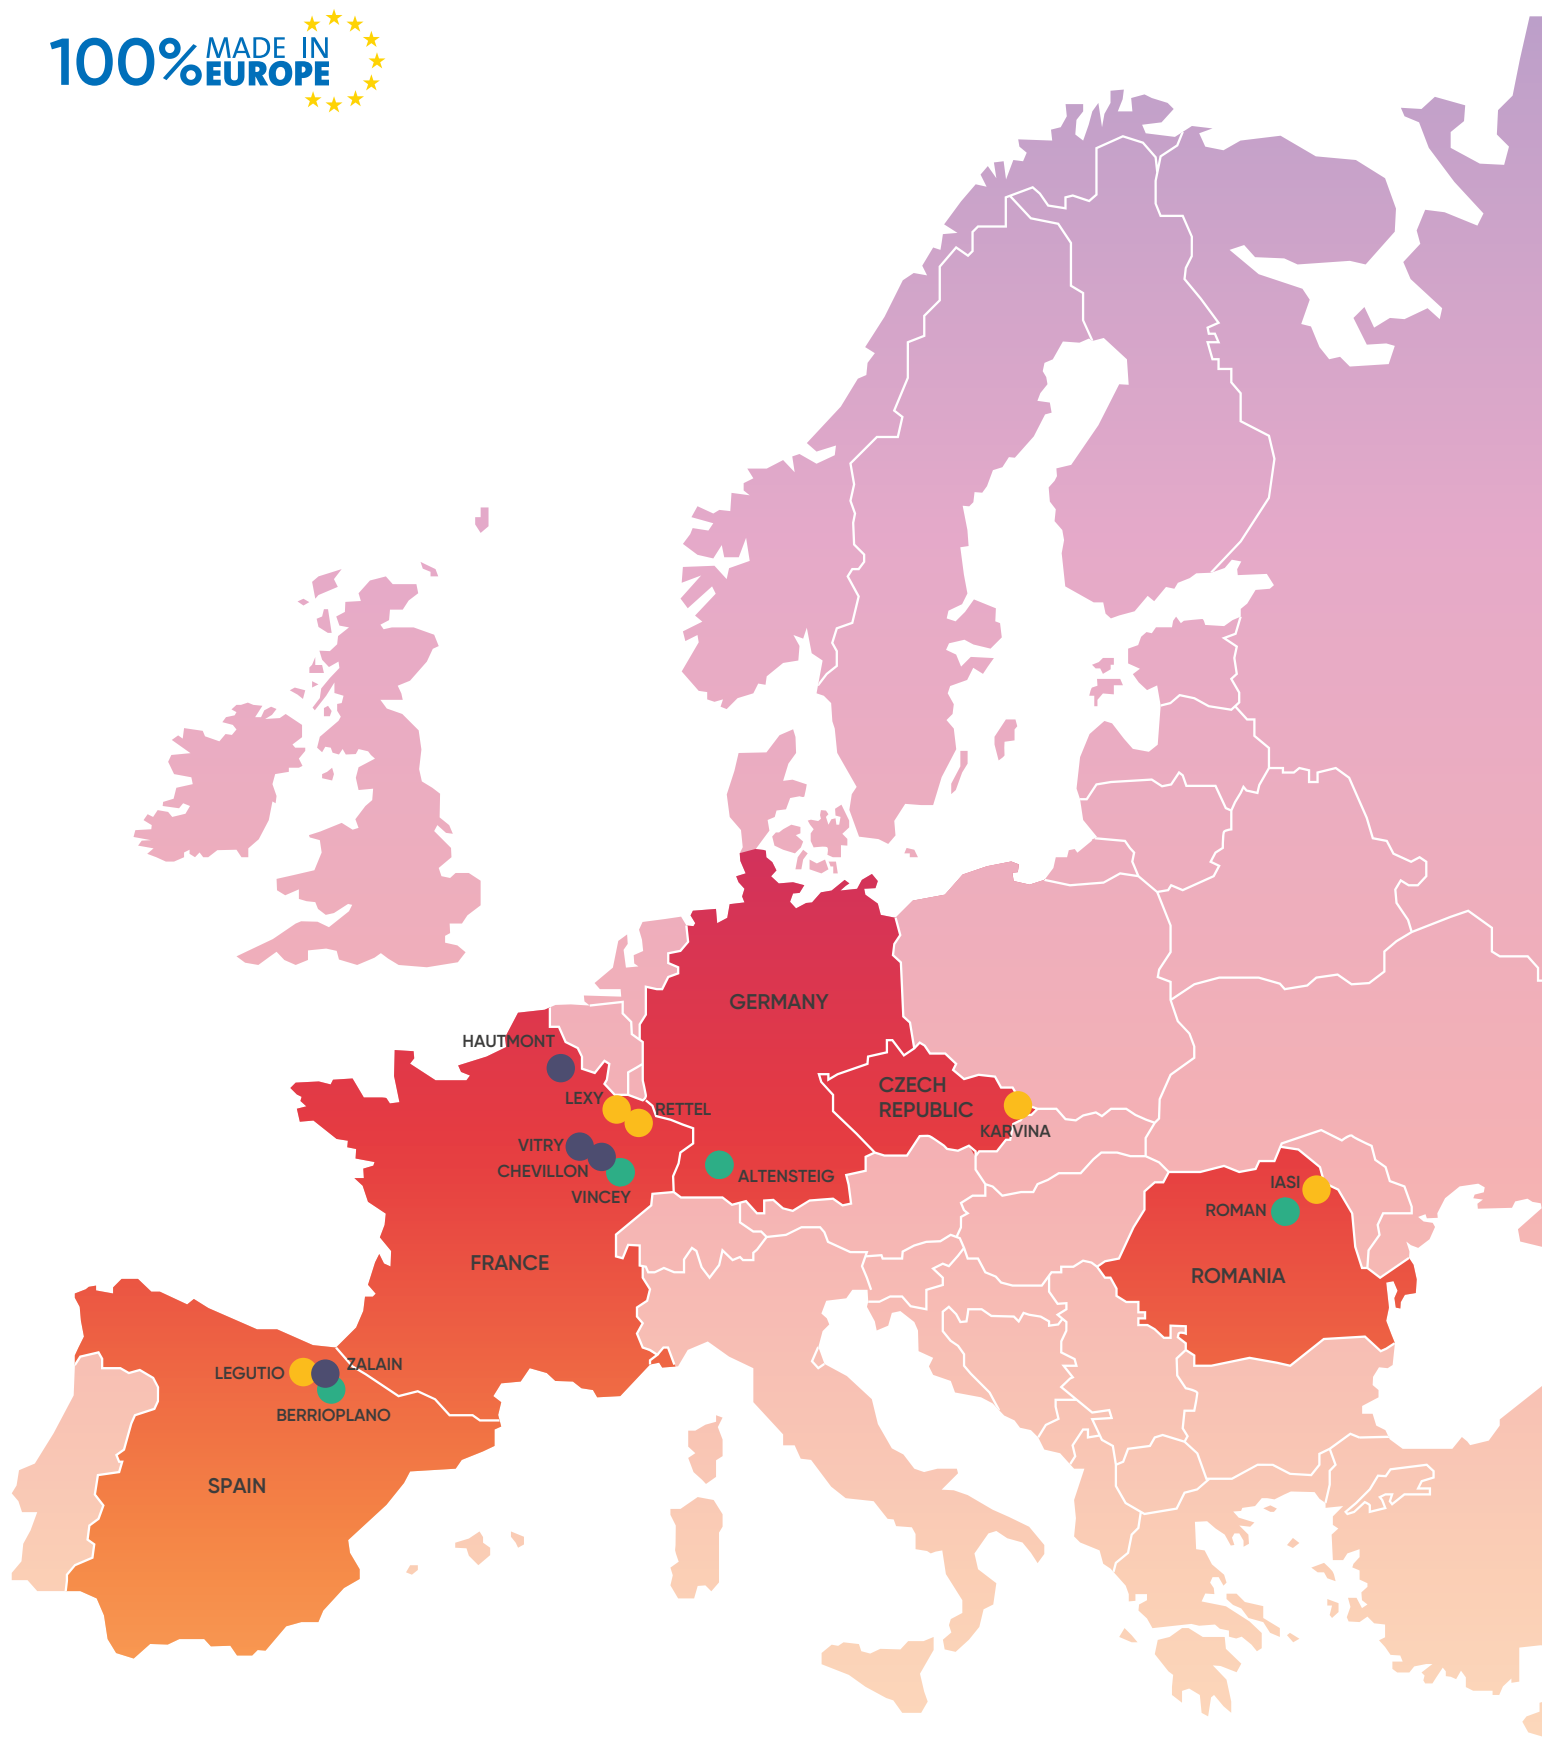 100% MADE IN
EUROPE
GERMANY
HAUTMONT
CZECH
REPUBLIC
LEXY
RETTEL
KARVINA
VITRY
CHEVILLON
ALTENSTEIG
VINCEY
IASI
ROMAN
FRANCE
ROMANIA
ZALAIN
LEGUTIO
BERRIOPLANO
SPAIN